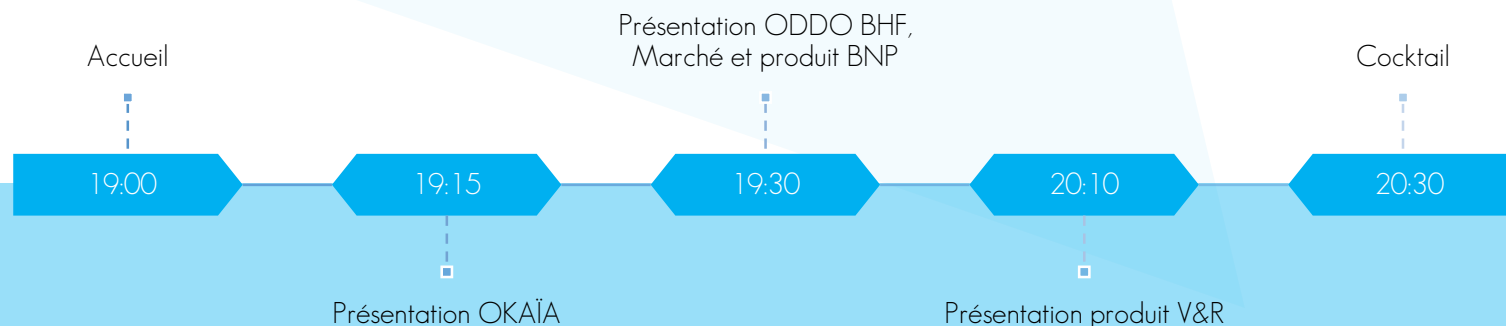 Présentation ODDO BHF,
Marché et produit BNP
Accueil
Cocktail
19:00
19:15
19:30
20:10
20:30
Présentation OKAÏA
Présentation produit V&R